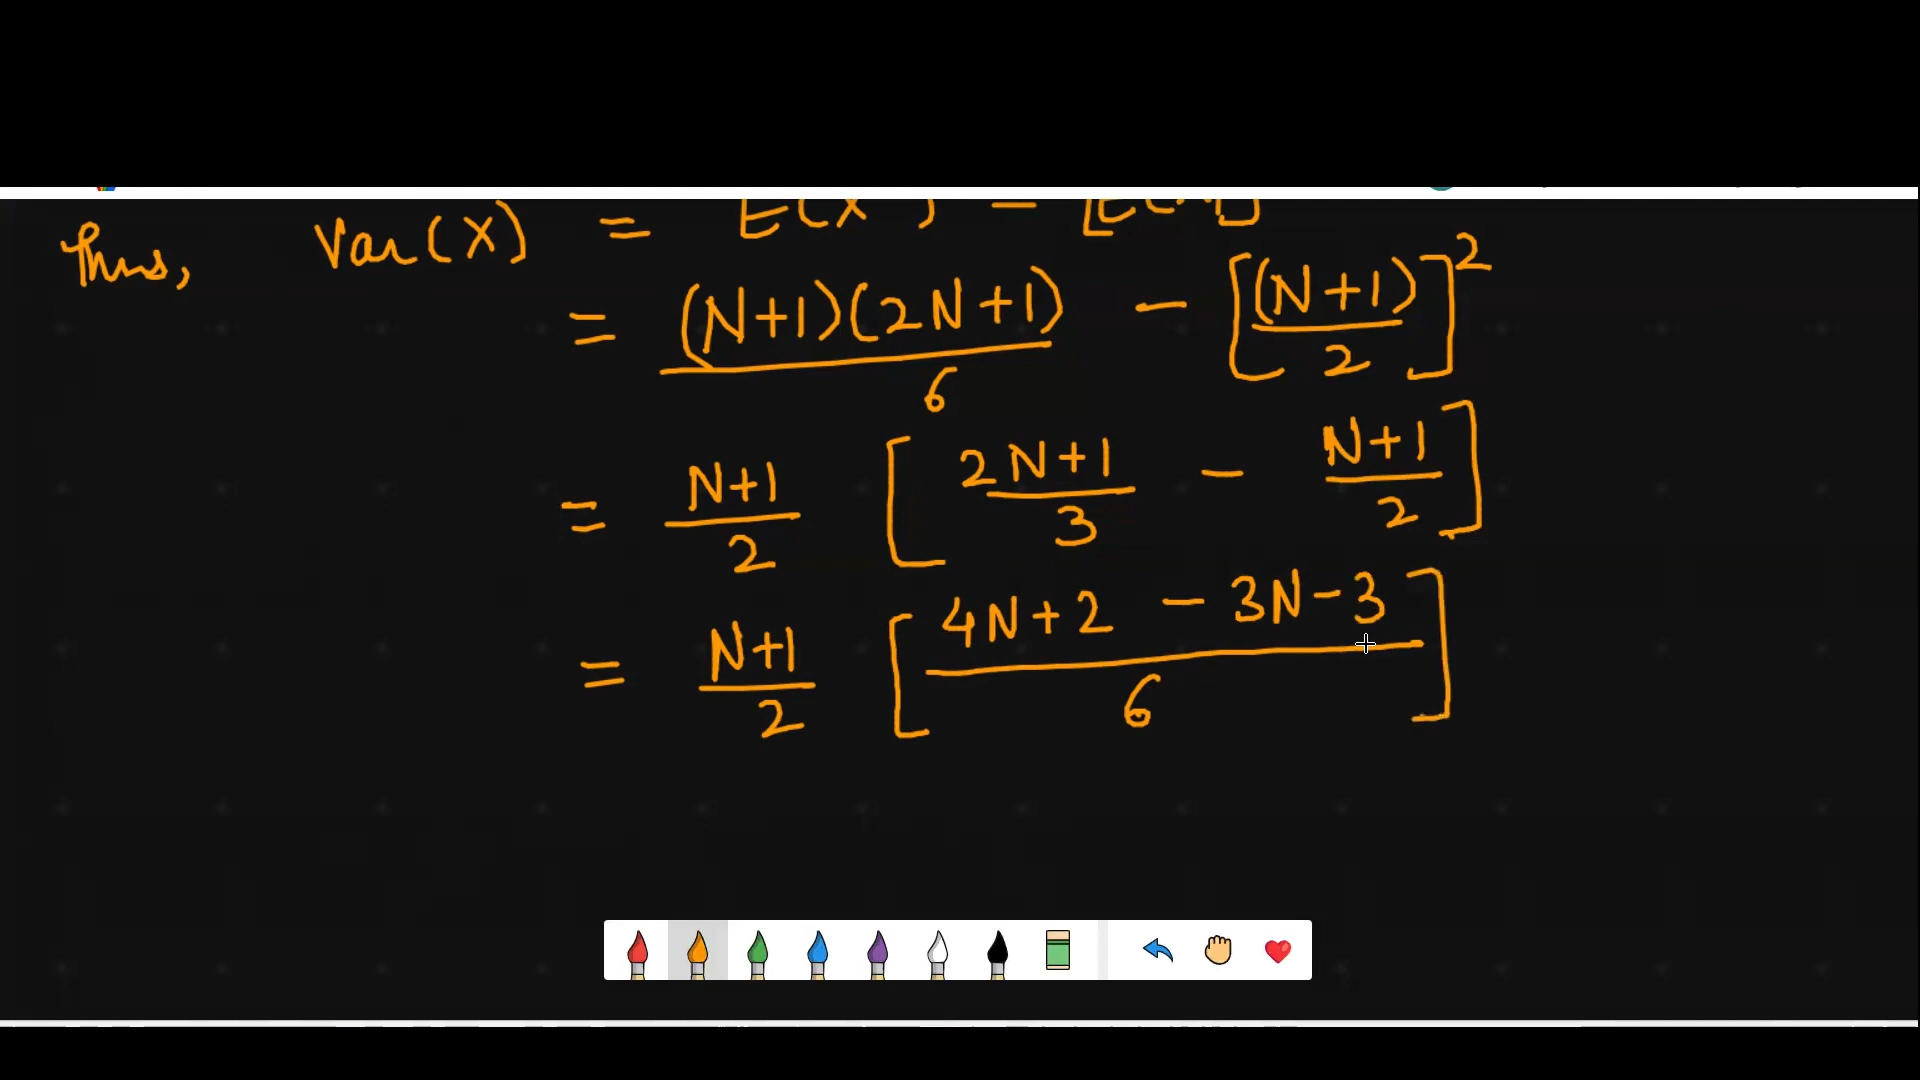 Thus, Var(X) = E(X ) - [E(X)]
= (N+1)(2N+1)/6 - [(N+1)/2]^2
= N+1/2 [2N+1/3 - N+1/2]
= N+1/2 [4N+2 - 3N-3/6]